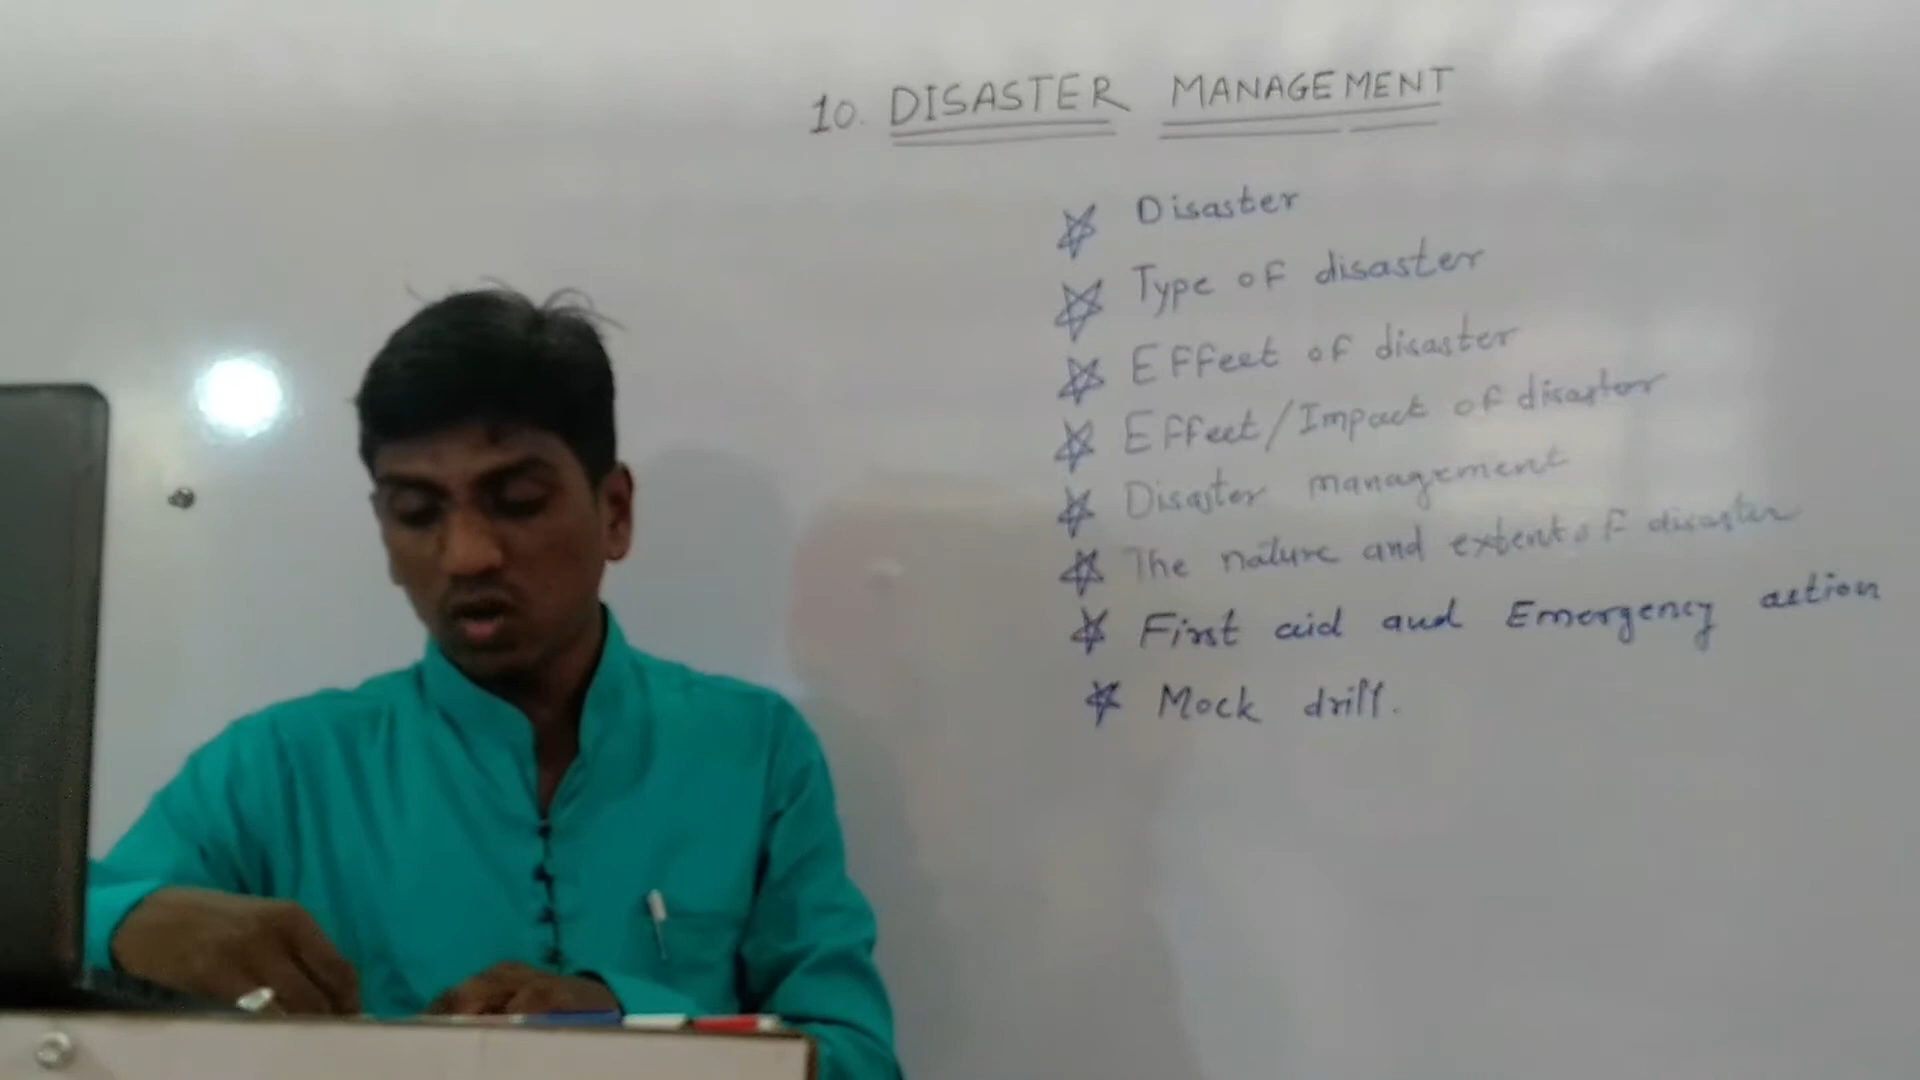 10. DISASTER MANAGEMENT
Disaster
Type of disaster
Effect of disaster
Effect/Impact of disaster
Disaster management
The nature and extent of disaster
First aid and Emergency action
Mock drill.